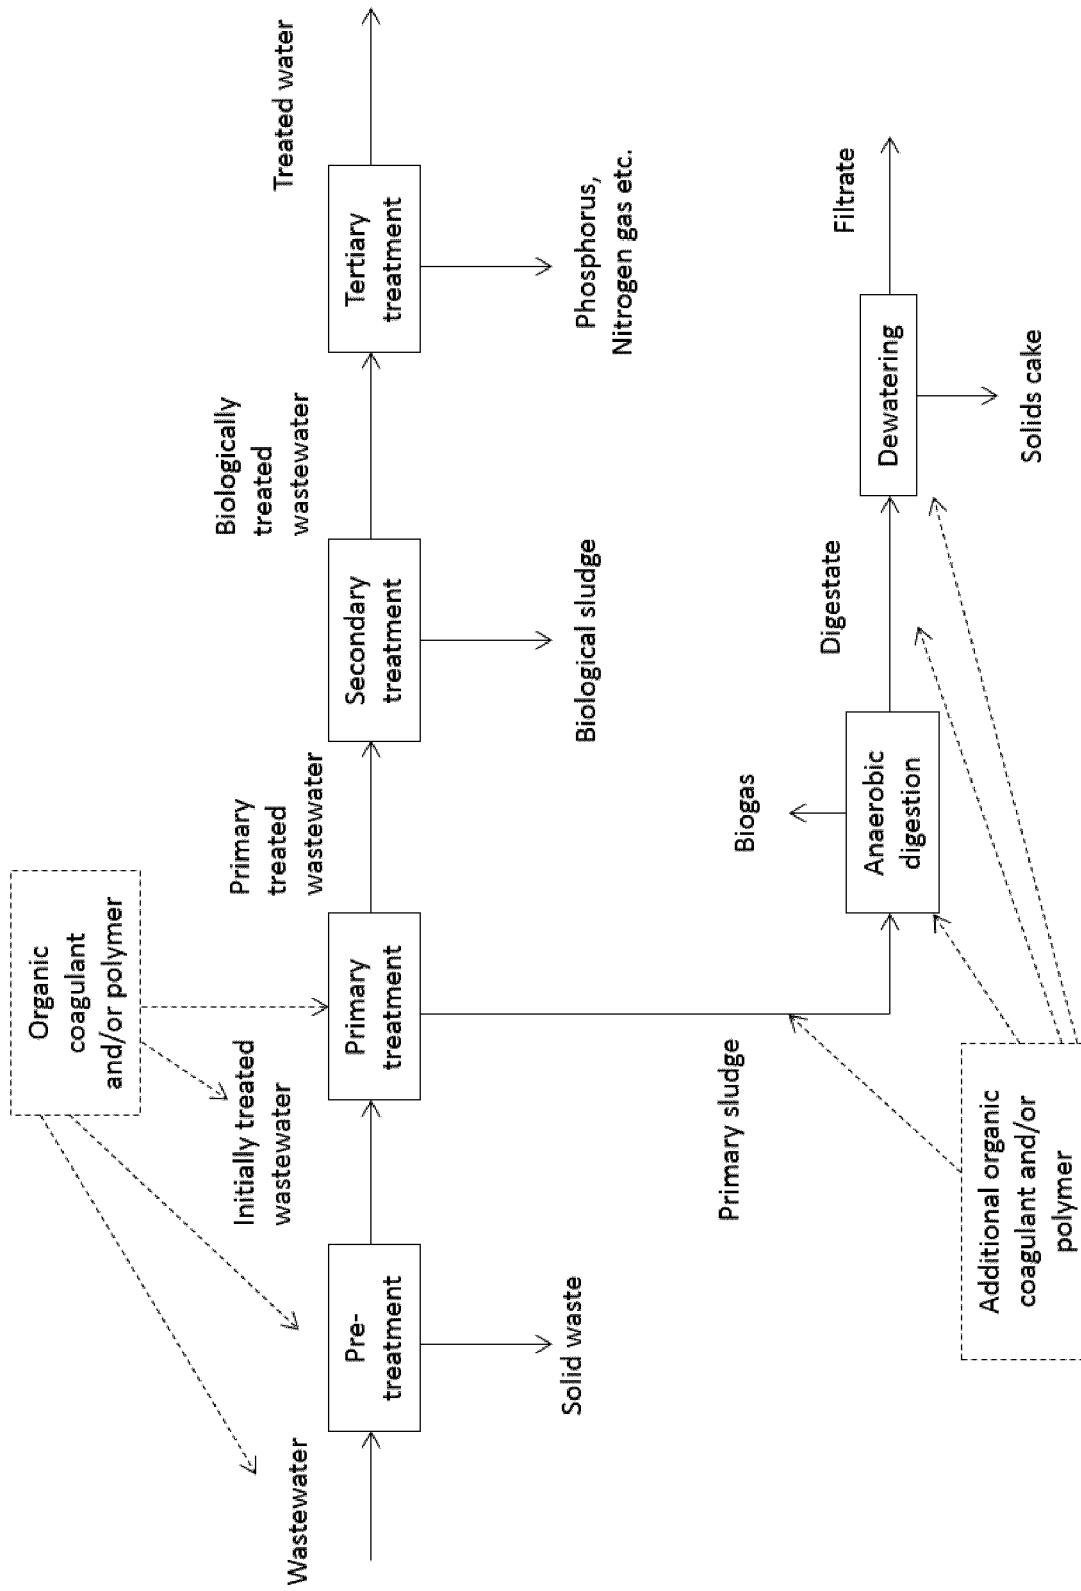 Organic
coagulant
and/or polymer
Wastewater
Pre-
treatment
Solid waste
Initially treated
wastewater
Primary
treatment
Primary
treated
wastewater
Secondary
treatment
Biological sludge
Biologically
treated
wastewater
Tertiary
treatment
Phosphorus,
Nitrogen gas etc.
Treated water
Primary sludge
Additional organic
coagulant and/or
polymer
Biogas
Anaerobic
digestion
Digestate
Dewatering
Solids cake
Filtrate